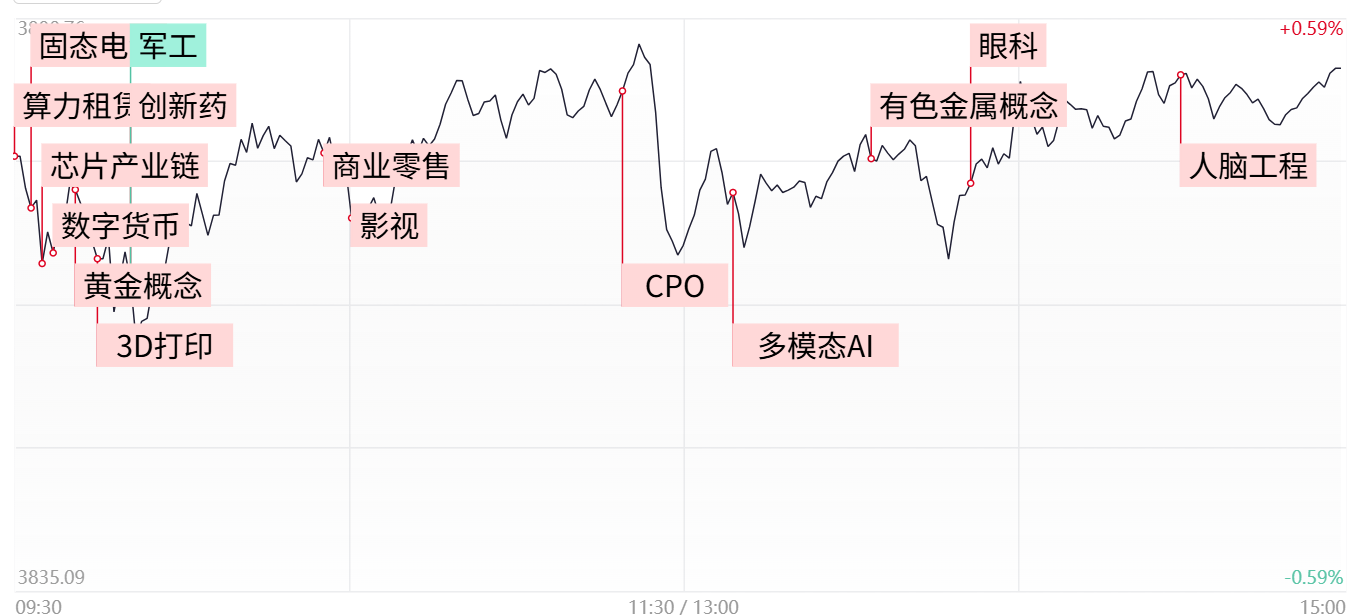 +0.59%
固态电
军工
眼科
算力租赁
创新药
有色金属概念
芯片产业链
商业零售
人脑工程
数字货币
影视
黄金概念
CPO
3D打印
多模态AI
3835.09
-0.59%
09:30
11:30 / 13:00
15:00